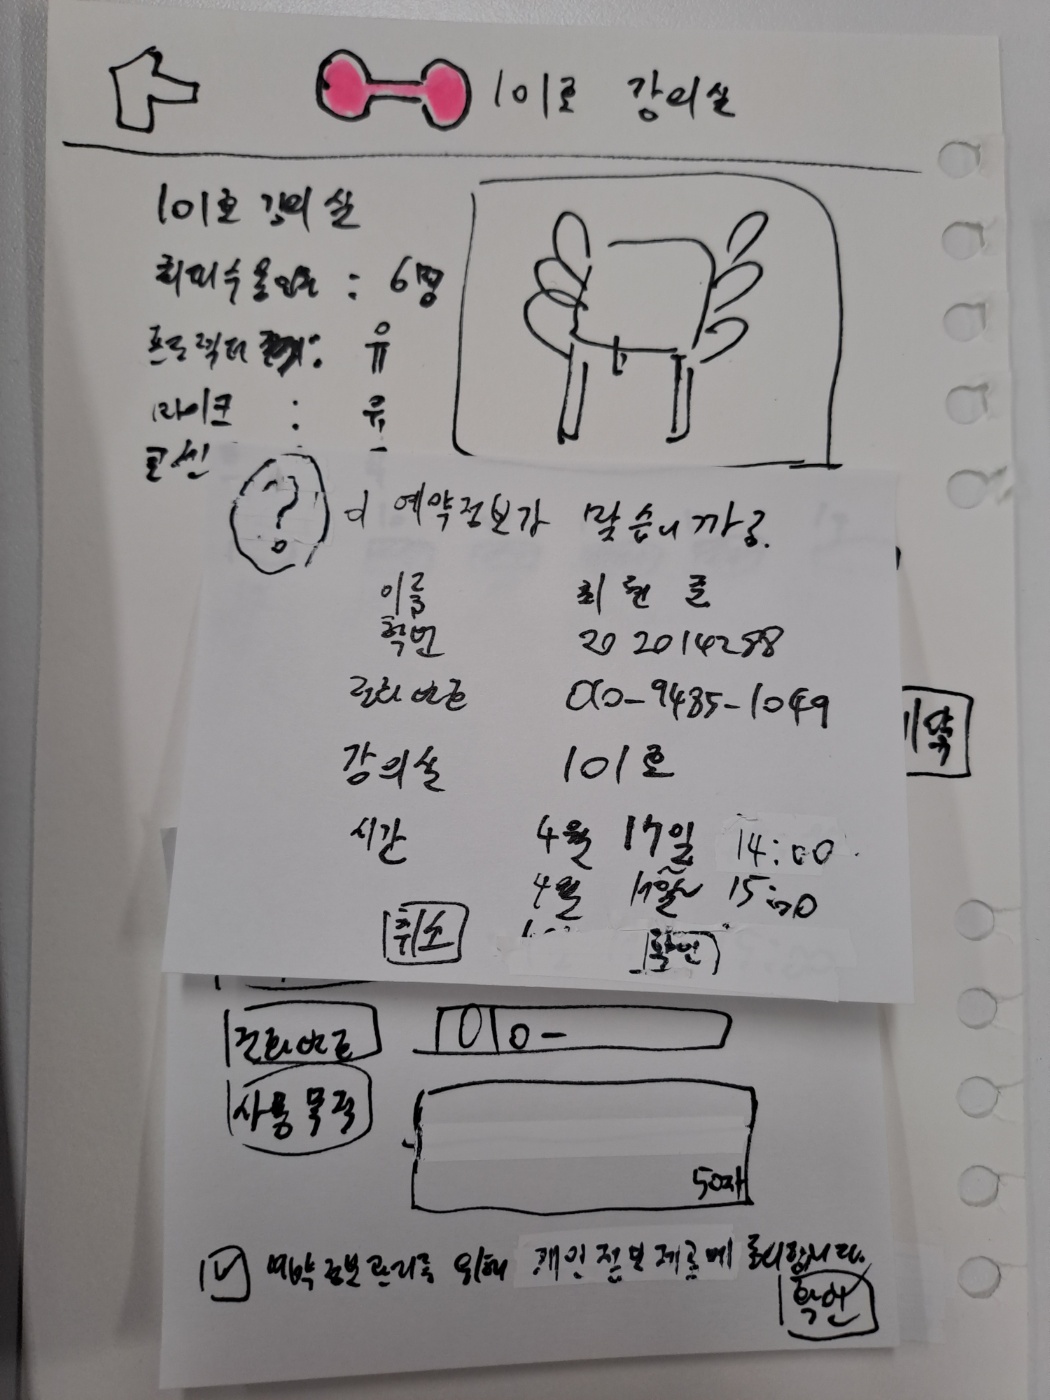 101호 강의실
101호 강의실
최대수용인원 : 6명
프로젝터 : 유
마이크 : 유
콘센
? 이 예약정보가 맞습니까?
이름 최원준
학번 202014288
전화번호 010-9485-1049
강의실 101호
시간 4월 17일 14:00
4월 17일 15:00
취소 확인
예약
전화번호 010-
사용목적
50자
예약정보관리를 위해 개인정보제공에 동의합니다.
확인